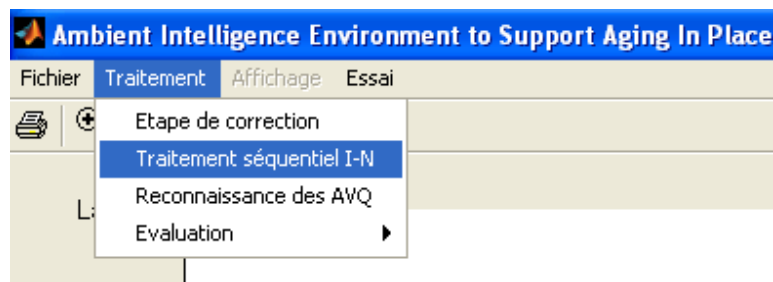 Ambient Intelligence Environment to Support Aging In Place
Fichier Traitement Affichage Essai
Etape de correction
Traitement séquentiel I-N
Reconnaissance des AVQ
Evaluation